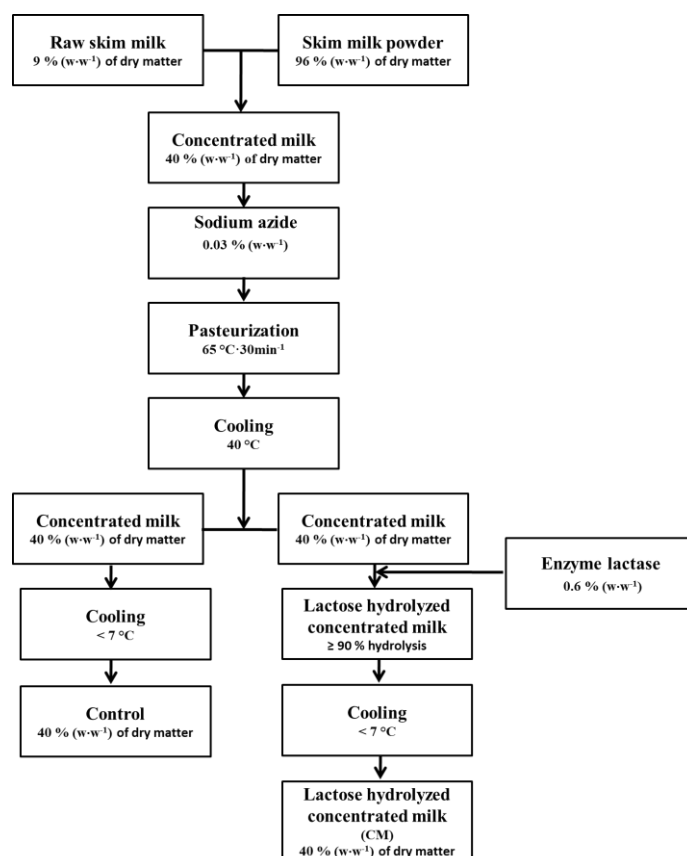 Raw skim milk
9 % (w·w⁻¹) of dry matter
Skim milk powder
96 % (w·w⁻¹) of dry matter
Concentrated milk
40 % (w·w⁻¹) of dry matter
Sodium azide
0.03 % (w·w⁻¹)
Pasteurization
65 °C·30min⁻¹
Cooling
40 °C
Concentrated milk
40 % (w·w⁻¹) of dry matter
Concentrated milk
40 % (w·w⁻¹) of dry matter
Enzyme lactase
0.6 % (w·w⁻¹)
Cooling
< 7 °C
Lactose hydrolyzed
concentrated milk
≥ 90 % hydrolysis
Control
40 % (w·w⁻¹) of dry matter
Cooling
< 7 °C
Lactose hydrolyzed
concentrated milk
(CM)
40 % (w·w⁻¹) of dry matter